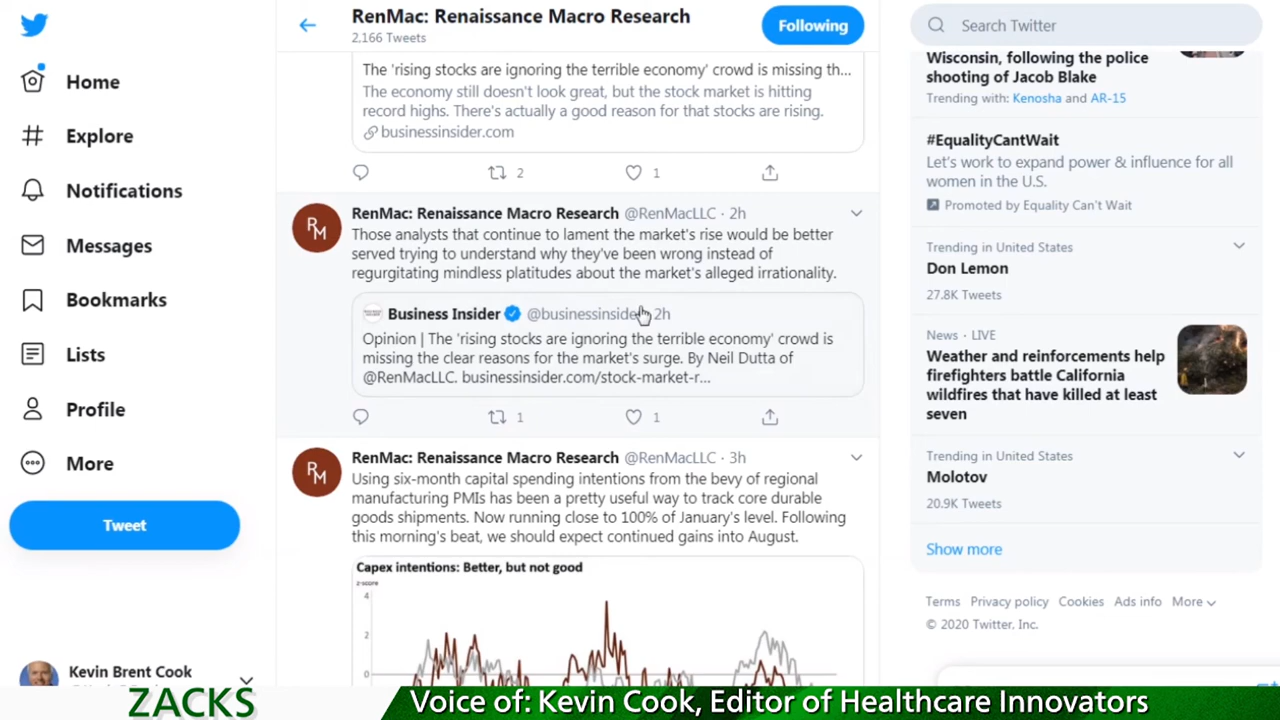 Home
Explore
Notifications
Messages
Bookmarks
Lists
Profile
More
Tweet
Kevin Brent Cook
RenMac: Renaissance Macro Research
2,166 Tweets
Following
The 'rising stocks are ignoring the terrible economy' crowd is missing th...
The economy still doesn't look great, but the stock market is hitting
record highs. There's actually a good reason for that stocks are rising.
businessinsider.com
2
1
RenMac: Renaissance Macro Research @RenMacLLC · 2h
Those analysts that continue to lament the market's rise would be better
served trying to understand why they've been wrong instead of
regurgitating mindless platitudes about the market's alleged irrationality.
Business Insider @businessinside 2h
Opinion | The 'rising stocks are ignoring the terrible economy' crowd is
missing the clear reasons for the market's surge. By Neil Dutta of
@RenMacLLC. businessinsider.com/stock-market-r...
1
1
RenMac: Renaissance Macro Research @RenMacLLC · 3h
Using six-month capital spending intentions from the bevy of regional
manufacturing PMIs has been a pretty useful way to track core durable
goods shipments. Now running close to 100% of January's level. Following
this morning's beat, we should expect continued gains into August.
Capex intentions: Better, but not good
z-score
4
2
0
Search Twitter
Wisconsin, following the police
shooting of Jacob Blake
Trending with: Kenosha and AR-15
#EqualityCantWait
Let's work to expand power & influence for all
women in the U.S.
Promoted by Equality Can't Wait
Trending in United States
Don Lemon
27.8K Tweets
News · LIVE
Weather and reinforcements help
firefighters battle California
wildfires that have killed at least
seven
Trending in United States
Molotov
20.9K Tweets
Show more
Terms Privacy policy Cookies Ads info More
© 2020 Twitter, Inc.
ZACKS
Voice of: Kevin Cook, Editor of Healthcare Innovators